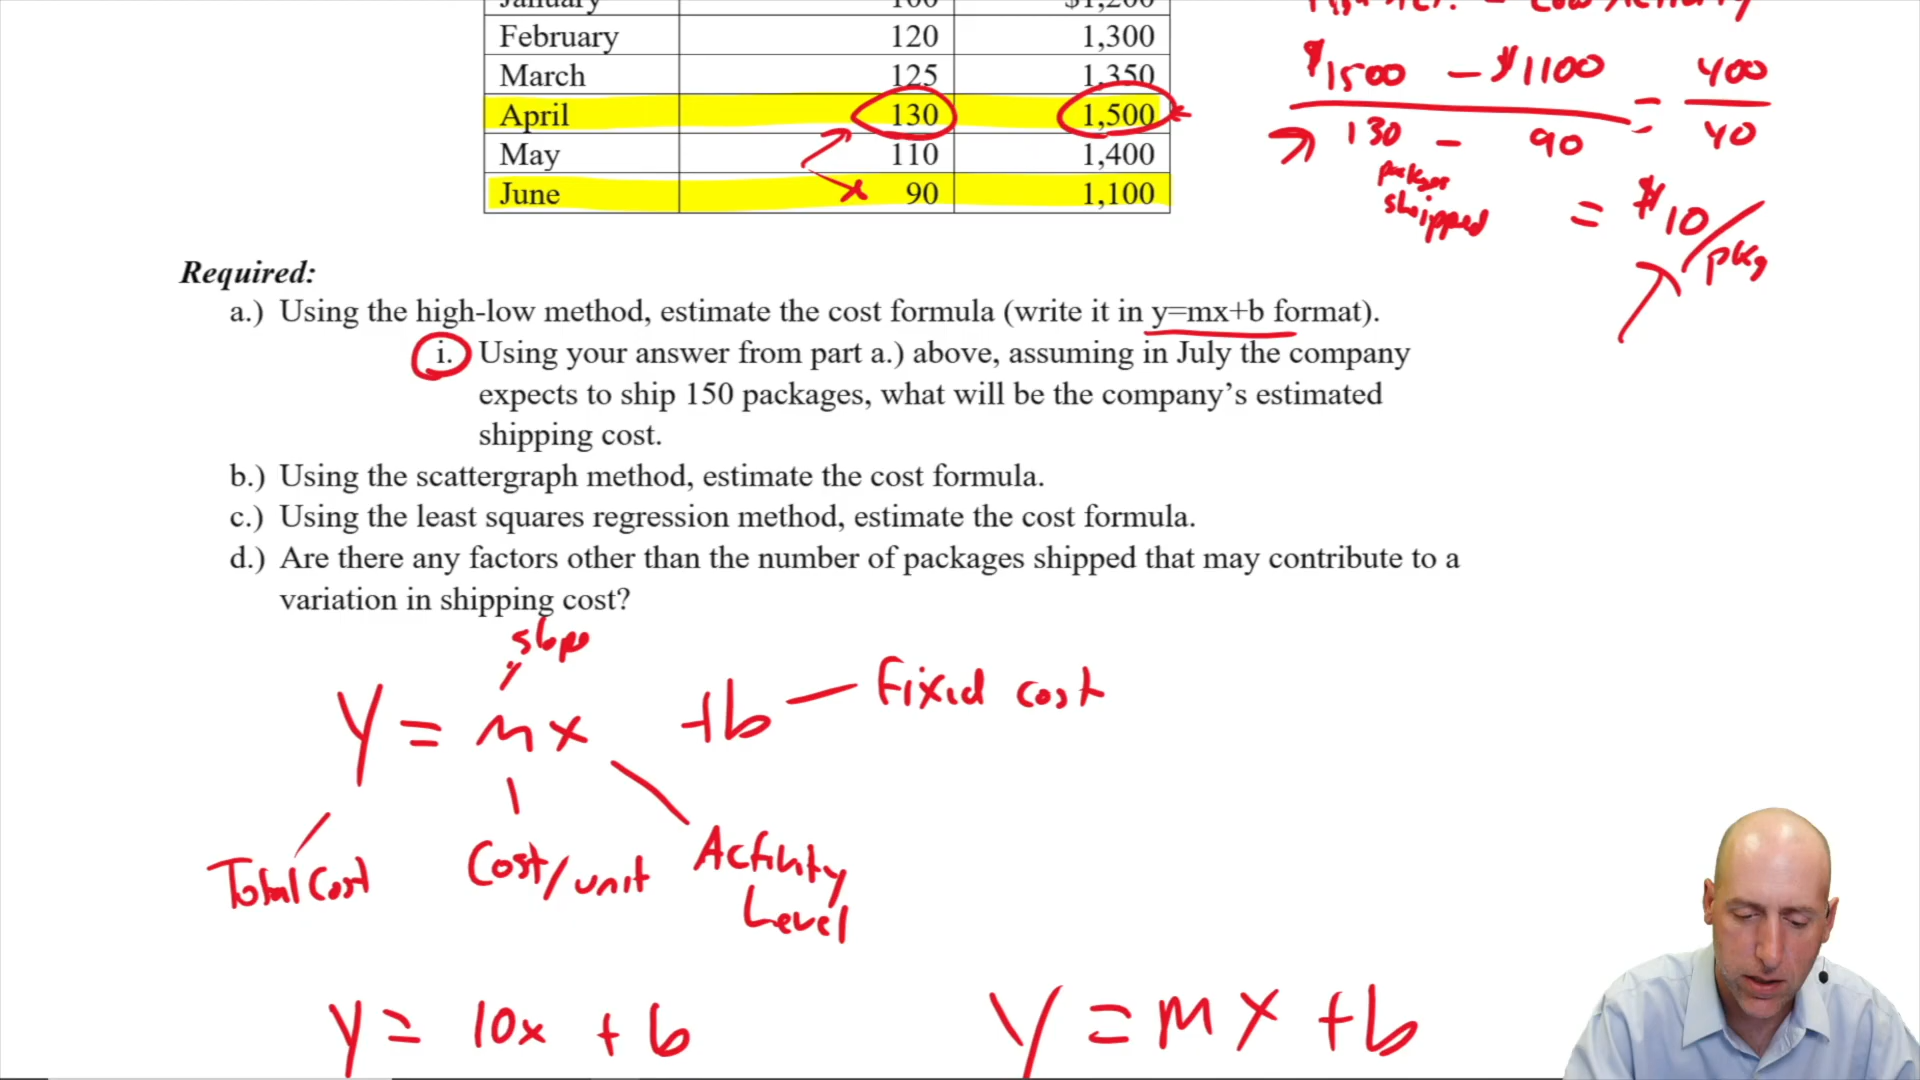 January 100 $1,200
February 120 1,300
March 125 1,350
April 130 1,500
May 110 1,400
June 90 1,100
Low Activity
$1500 - $1100 = 400
130 - 90 40
shipped
= $10/pkg
Required:
a.) Using the high-low method, estimate the cost formula (write it in y=mx+b format).
i. Using your answer from part a.) above, assuming in July the company
expects to ship 150 packages, what will be the company’s estimated
shipping cost.
b.) Using the scattergraph method, estimate the cost formula.
c.) Using the least squares regression method, estimate the cost formula.
d.) Are there any factors other than the number of packages shipped that may contribute to a
variation in shipping cost?
slope
Y = mx +b — Fixed cost
Total Cost Cost/unit Activity
Level
y = 10x + b
Y = mx + b